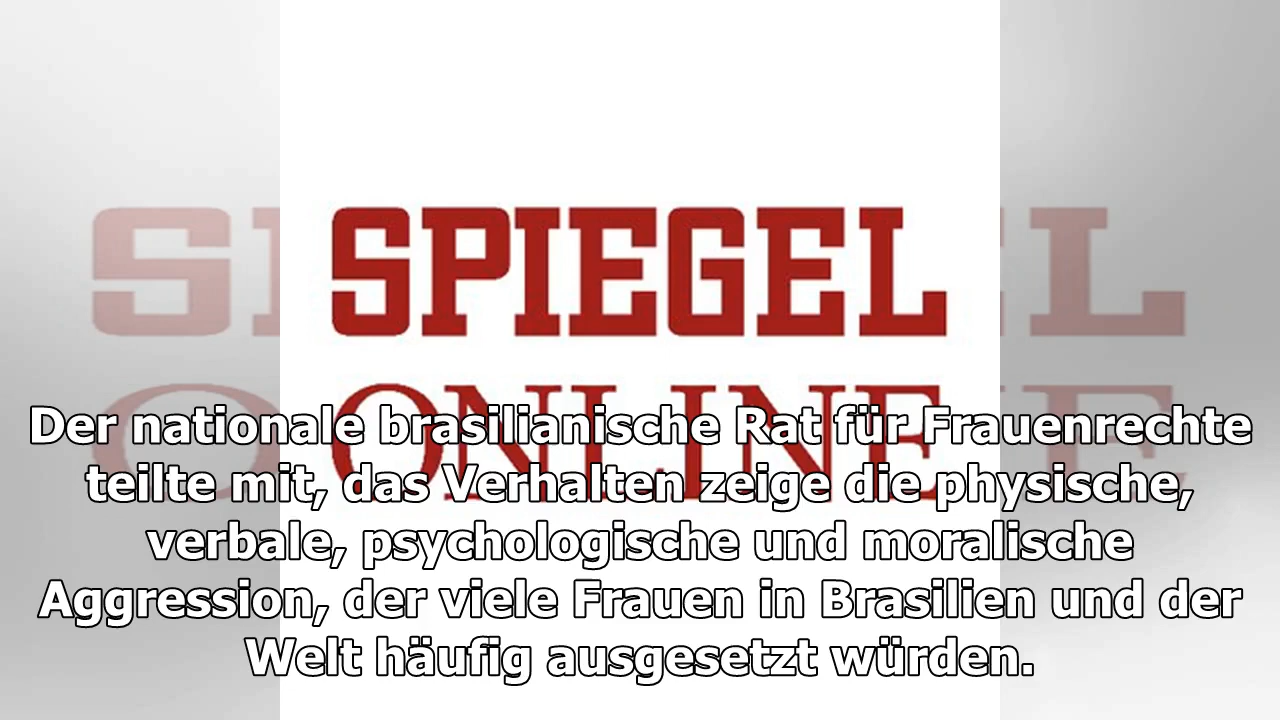 SPIEGEL
ONLINE
Der nationale brasilianische Rat für Frauenrechte
teilte mit, das Verhalten zeige die physische,
verbale, psychologische und moralische
Aggression, der viele Frauen in Brasilien und der
Welt häufig ausgesetzt würden.